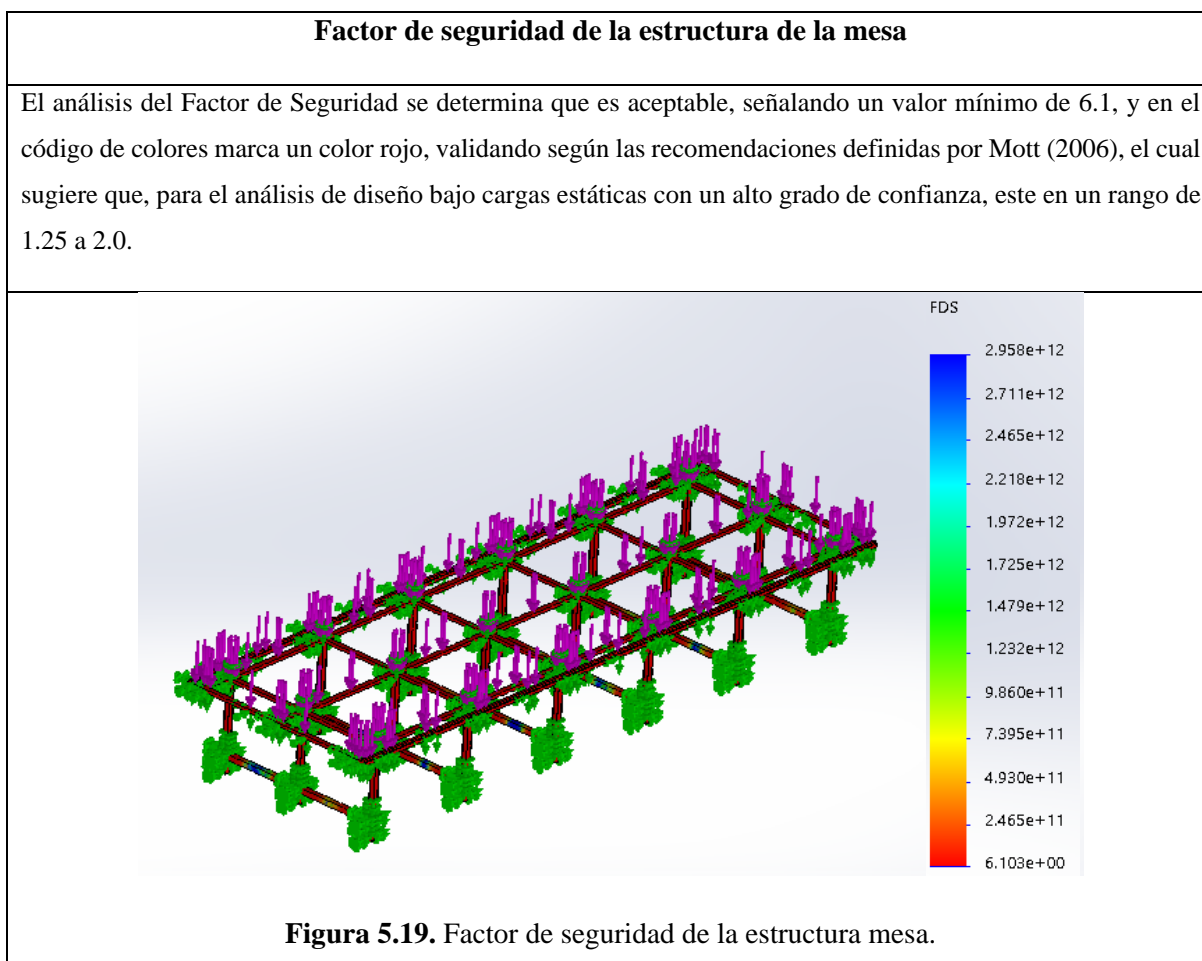 Factor de seguridad de la estructura de la mesa
El análisis del Factor de Seguridad se determina que es aceptable, señalando un valor mínimo de 6.1, y en el
código de colores marca un color rojo, validando según las recomendaciones definidas por Mott (2006), el cual
sugiere que, para el análisis de diseño bajo cargas estáticas con un alto grado de confianza, este en un rango de
1.25 a 2.0.
FDS
2.958e+12
2.711e+12
2.465e+12
2.218e+12
1.972e+12
1.725e+12
1.479e+12
1.232e+12
9.860e+11
7.395e+11
4.930e+11
2.465e+11
6.103e+00
Figura 5.19. Factor de seguridad de la estructura mesa.